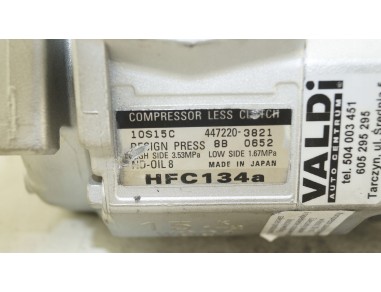 COMPRESSOR LESS CLUTCH
10S15C 447220-3821
DESIGN PRESS 8B 0652
HIGH SIDE 3.53MPa LOW SIDE 1.67MPa
ND-OIL 8 MADE IN JAPAN
HFC134a
VALDi
AUTO CENTRUM
tel. 504 003 451
605 295 295
Tarczyn, ul. Średnia